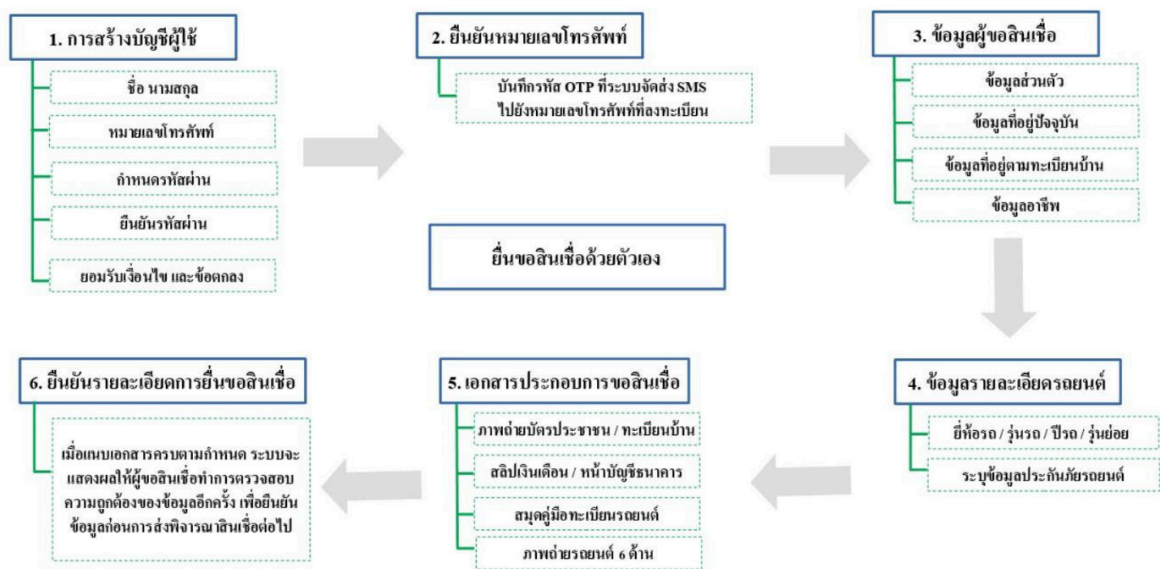 1. การสร้างบัญชีผู้ใช้
ชื่อ นามสกุล
หมายเลขโทรศัพท์
กำหนดรหัสผ่าน
ยืนยันรหัสผ่าน
ยอมรับเงื่อนไข และข้อตกลง
2. ยืนยันหมายเลขโทรศัพท์
บันทึกรหัส OTP ที่ระบบจัดส่ง SMS
ไปยังหมายเลขโทรศัพท์ที่ลงทะเบียน
3. ข้อมูลผู้ขอสินเชื่อ
ข้อมูลส่วนตัว
ข้อมูลที่อยู่ปัจจุบัน
ข้อมูลที่อยู่ตามทะเบียนบ้าน
ข้อมูลอาชีพ
ยื่นขอสินเชื่อด้วยตัวเอง
4. ข้อมูลรายละเอียดรถยนต์
ยี่ห้อรถ / รุ่นรถ / ปีรถ / รุ่นย่อย
ระบุข้อมูลประกันภัยรถยนต์
5. เอกสารประกอบการขอสินเชื่อ
ภาพถ่ายบัตรประชาชน / ทะเบียนบ้าน
สลิปเงินเดือน / หน้าบัญชีธนาคาร
สมุดคู่มือทะเบียนรถยนต์
ภาพถ่ายรถยนต์ 6 ด้าน
6. ยืนยันรายละเอียดการยื่นขอสินเชื่อ
เมื่อแนบเอกสารครบตามกำหนด ระบบจะ
แสดงผลให้ผู้ขอสินเชื่อทำการตรวจสอบ
ความถูกต้องของข้อมูลอีกครั้ง เพื่อยืนยัน
ข้อมูลก่อนการส่งพิจารณาสินเชื่อต่อไป